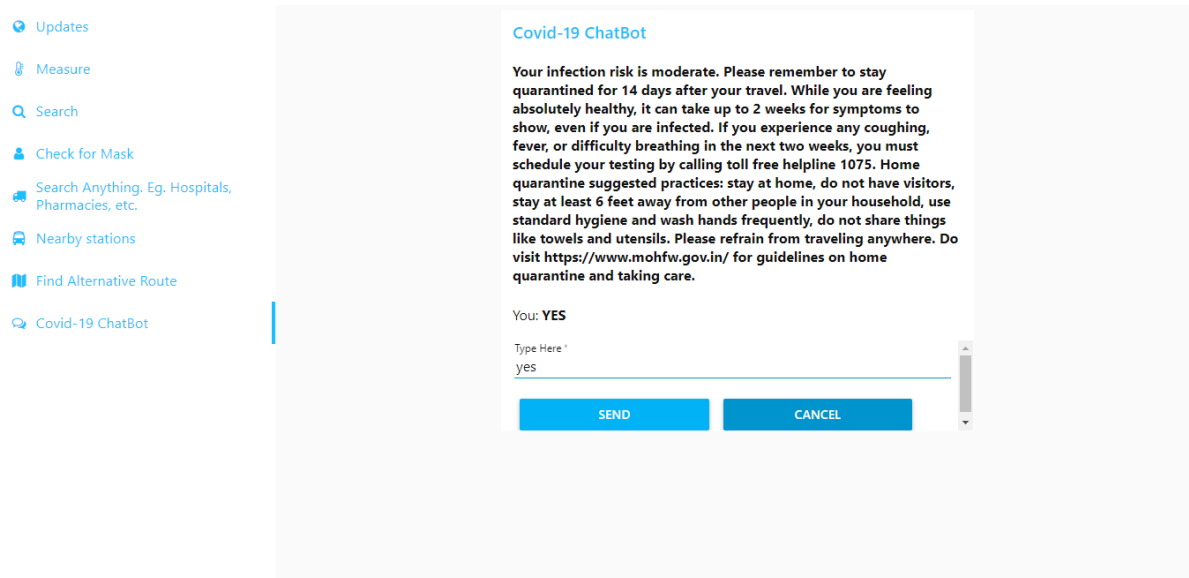 Updates
Measure
Search
Check for Mask
Search Anything. Eg. Hospitals,
Pharmacies, etc.
Nearby stations
Find Alternative Route
Covid-19 ChatBot
Covid-19 ChatBot
Your infection risk is moderate. Please remember to stay
quarantined for 14 days after your travel. While you are feeling
absolutely healthy, it can take up to 2 weeks for symptoms to
show, even if you are infected. If you experience any coughing,
fever, or difficulty breathing in the next two weeks, you must
schedule your testing by calling toll free helpline 1075. Home
quarantine suggested practices: stay at home, do not have visitors,
stay at least 6 feet away from other people in your household, use
standard hygiene and wash hands frequently, do not share things
like towels and utensils. Please refrain from traveling anywhere. Do
visit https://www.mohfw.gov.in/ for guidelines on home
quarantine and taking care.
You: YES
Type Here *
yes
SEND
CANCEL